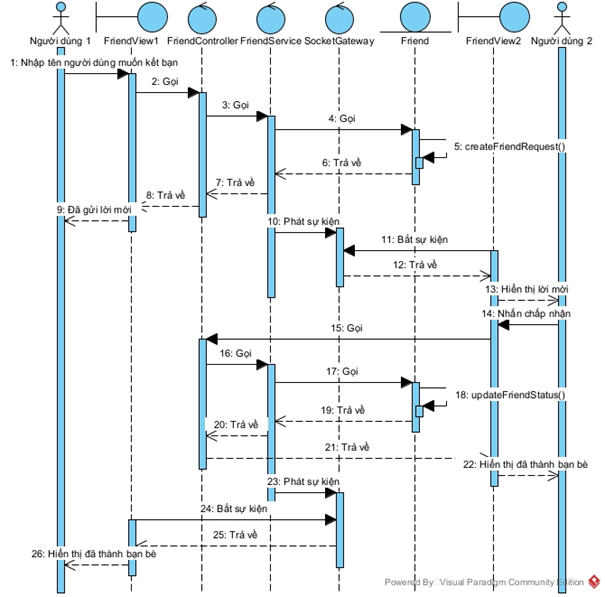 Người dùng 1
FriendView1
FriendController
FriendService
SocketGateway
Friend
FriendView2
Người dùng 2
1: Nhập tên người dùng muốn kết bạn
2: Gọi
3: Gọi
4: Gọi
5: createFriendRequest()
6: Trả về
7: Trả về
8: Trả về
9: Đã gửi lời mời
10: Phát sự kiện
11: Bắt sự kiện
12: Trả về
13: Hiển thị lời mời
14: Nhấn chấp nhận
15: Gọi
16: Gọi
17: Gọi
18: updateFriendStatus()
19: Trả về
20: Trả về
21: Trả về
22: Hiển thị đã thành bạn bè
23: Phát sự kiện
24: Bắt sự kiện
25: Trả về
26: Hiển thị đã thành bạn bè
Powered By Visual Paradigm Community Edition